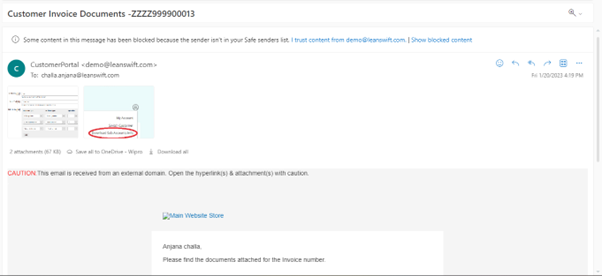 Customer Invoice Documents -ZZZZ999900013
Some content in this message has been blocked because the sender isn't in your Safe senders list. I trust content from demo@leanswift.com. | Show blocked content
C
CustomerPortal <demo@leanswift.com>
To: challa.anjana@leanswift.com
Fri 1/20/2023 4:19 PM
My Account
2 attachments (67 KB) Save all to OneDrive - Wipro Download all
CAUTION This email is received from an external domain. Open the hyperlink(s) & attachment(s) with caution.
Main Website Store
Anjana challa,
Please find the documents attached for the Invoice number.